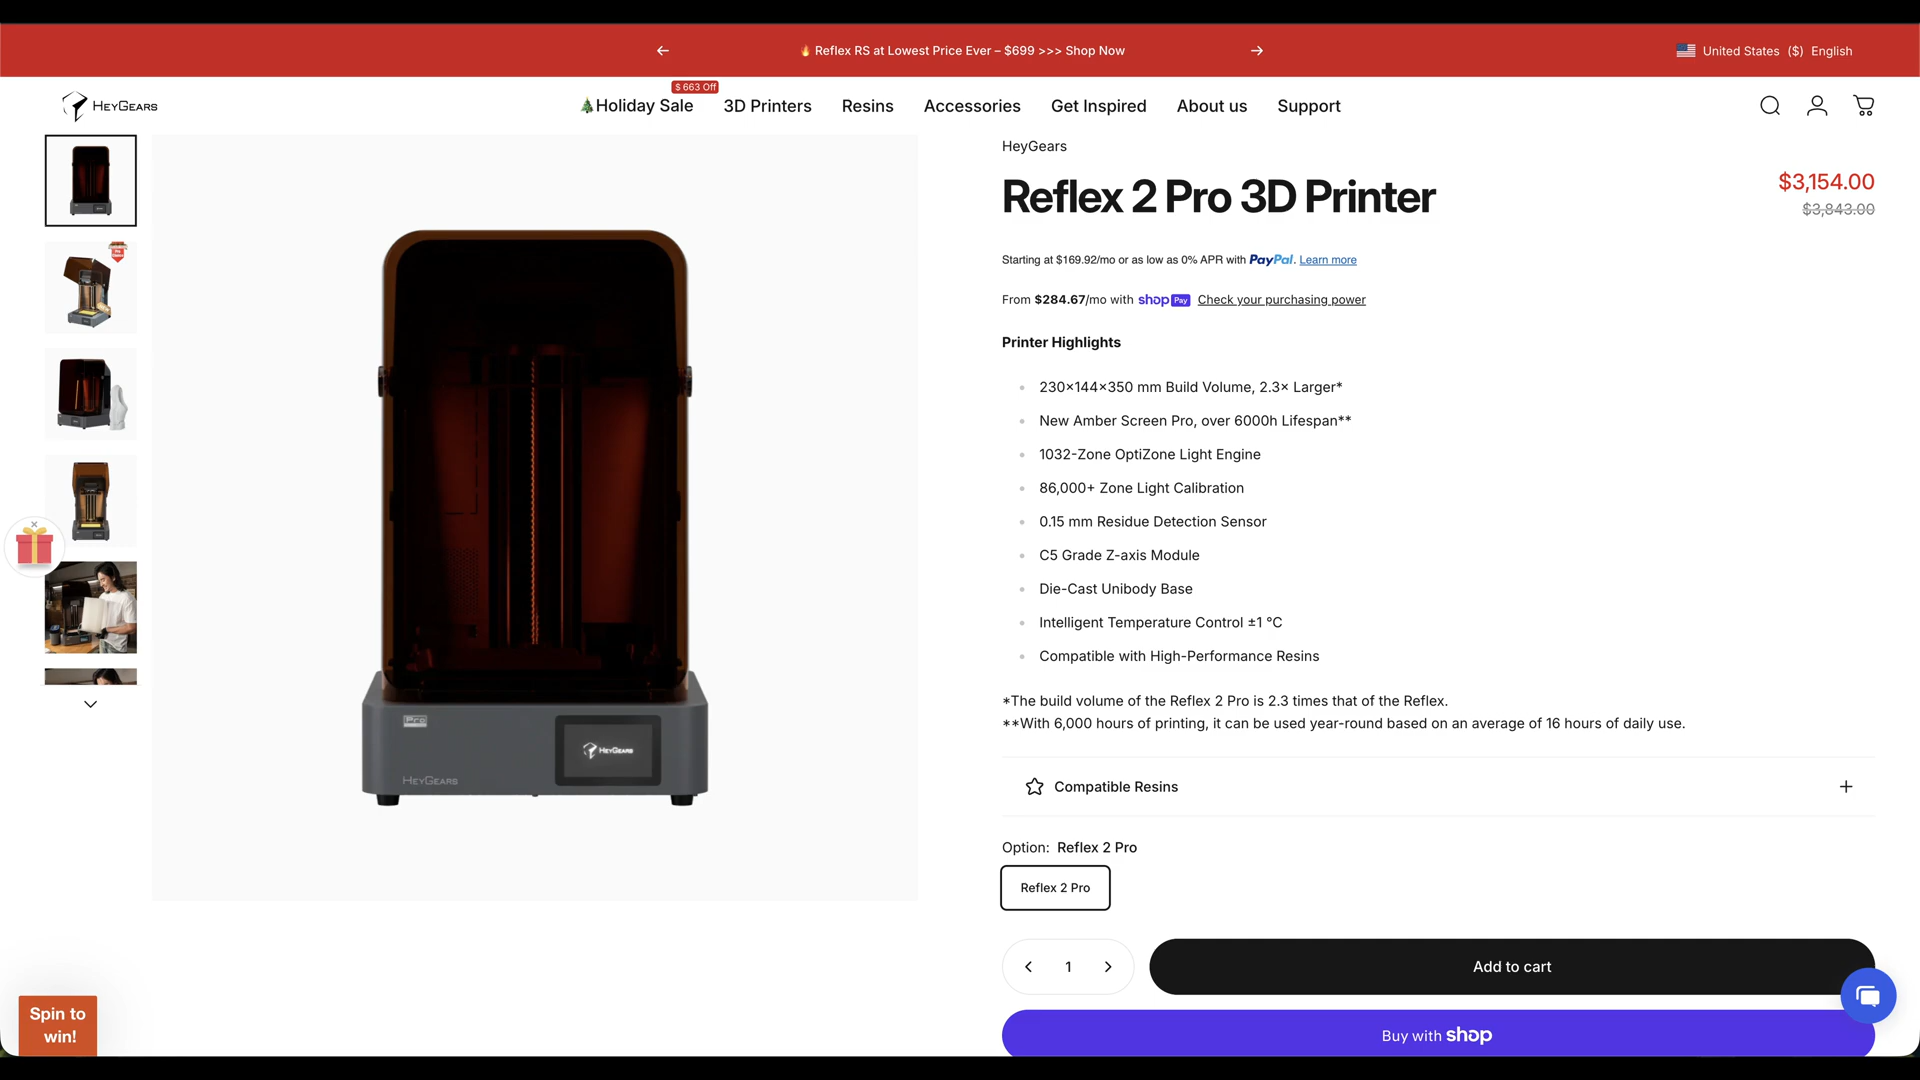 🔥 Reflex RS at Lowest Price Ever – $699 >>> Shop Now
United States ($) English
HEYGEARS
$ 663 Off
🎄Holiday Sale
3D Printers
Resins
Accessories
Get Inspired
About us
Support
HeyGears
Reflex 2 Pro 3D Printer
$3,154.00
$3,843.00
Starting at $169.92/mo or as low as 0% APR with PayPal. Learn more
From $284.67/mo with shop Pay Check your purchasing power
Printer Highlights
230×144×350 mm Build Volume, 2.3× Larger*
New Amber Screen Pro, over 6000h Lifespan**
1032-Zone OptiZone Light Engine
86,000+ Zone Light Calibration
0.15 mm Residue Detection Sensor
C5 Grade Z-axis Module
Die-Cast Unibody Base
Intelligent Temperature Control ±1 °C
Compatible with High-Performance Resins
*The build volume of the Reflex 2 Pro is 2.3 times that of the Reflex.
**With 6,000 hours of printing, it can be used year-round based on an average of 16 hours of daily use.
Compatible Resins
Option: Reflex 2 Pro
Reflex 2 Pro
1
Add to cart
Buy with shop
Pro
HEYGEARS
HEYGEARS
Spin to
win!